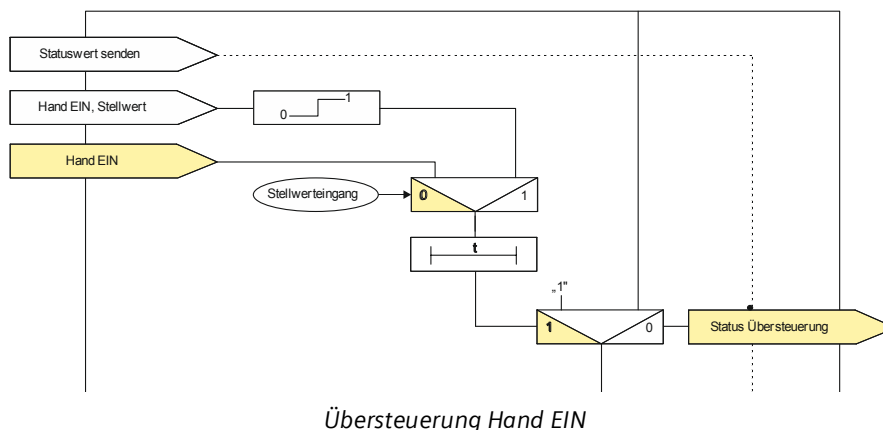 Statuswert senden
Hand EIN, Stellwert
0 1
Hand EIN
Stellwerteingang
0 1
t
„1"
1 0
Status Übersteuerung
Übersteuerung Hand EIN